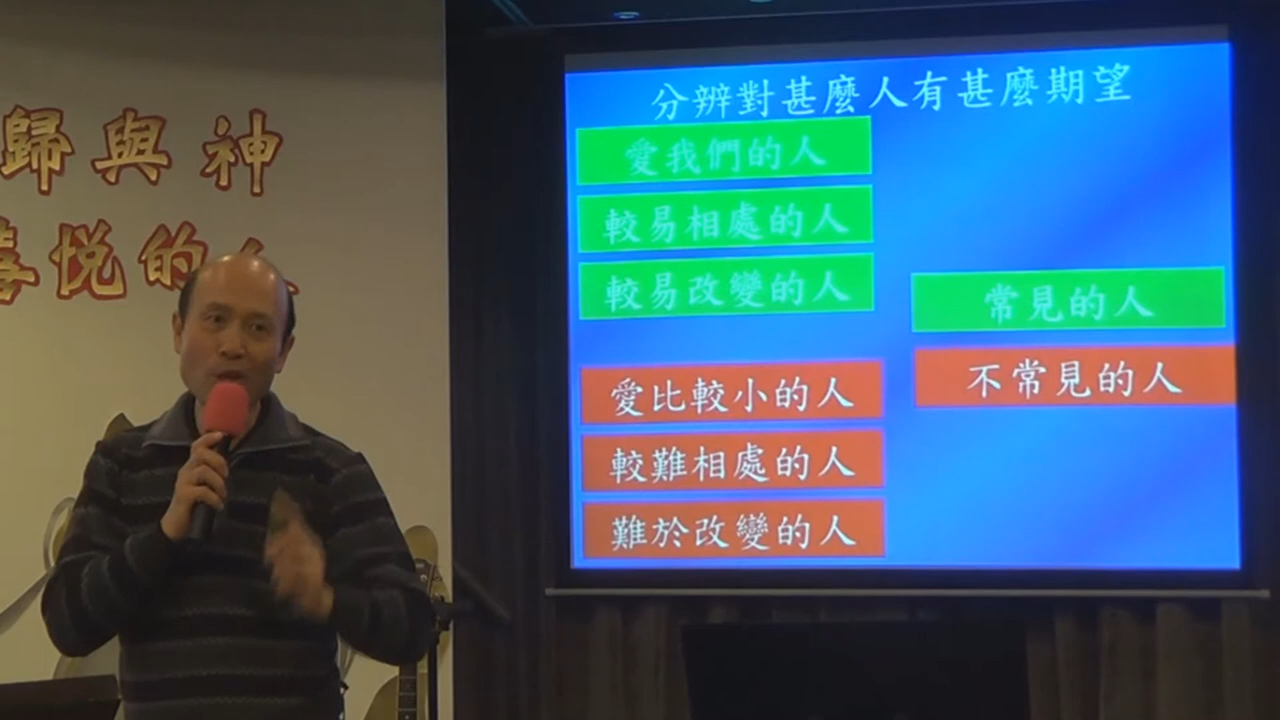 歸與神
喜悅的人
分辨對甚麼人有甚麼期望
愛我們的人
較易相處的人
較易改變的人
愛比較小的人
較難相處的人
難於改變的人
常見的人
不常見的人